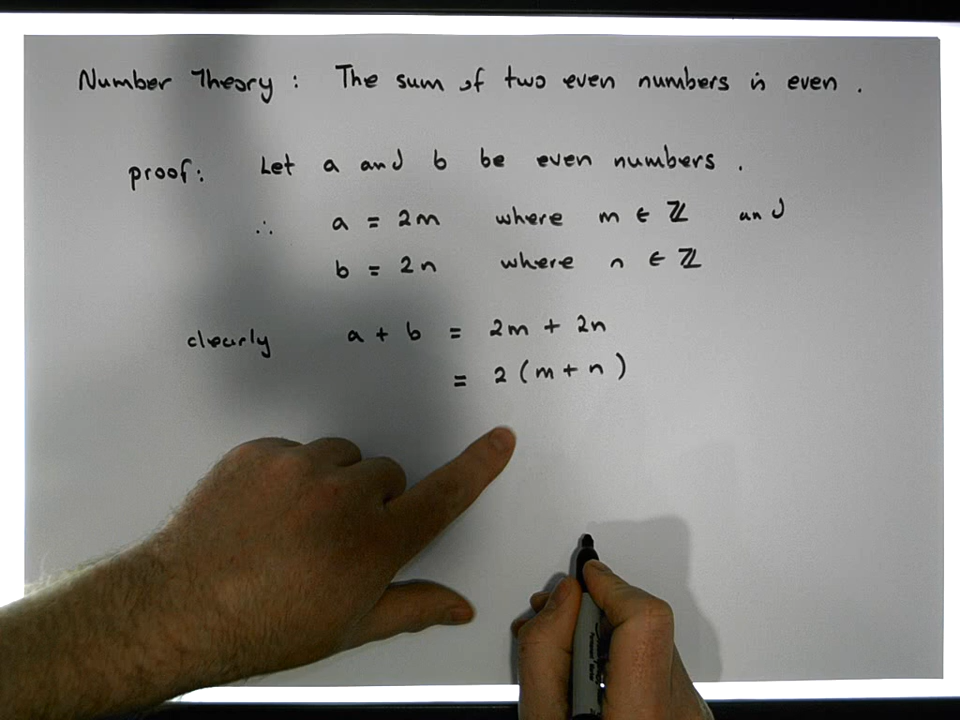 Number Theory : The sum of two even numbers is even .
proof: Let a and b be even numbers .
∴ a = 2m where m ∈ ℤ and
b = 2n where n ∈ ℤ
clearly a + b = 2m + 2n
= 2 ( m + n )